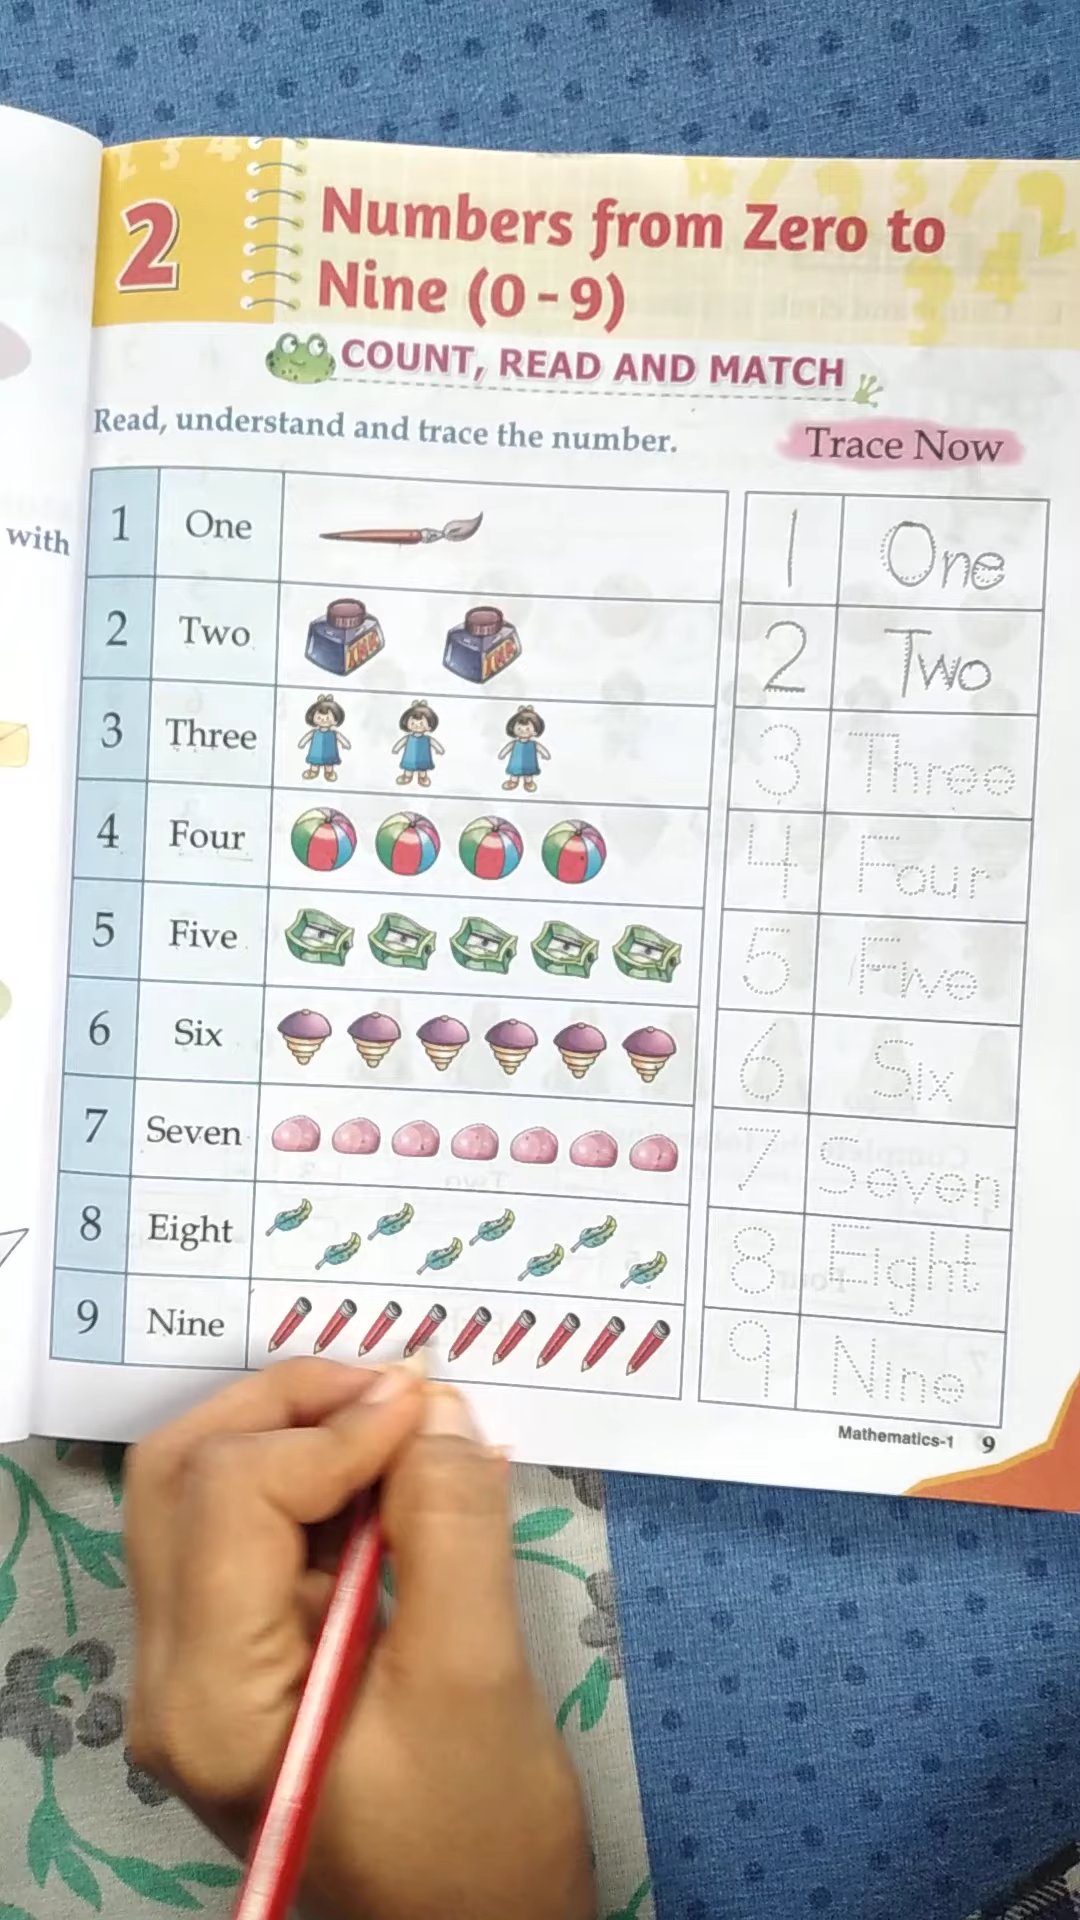 2
Numbers from Zero to
Nine (0 - 9)
COUNT, READ AND MATCH
Read, understand and trace the number.
Trace Now
with
1 One 1 One
2 Two INK INK 2 Two
3 Three 3 Three
4 Four 4 Four
5 Five 5 Five
6 Six 6 Six
7 Seven 7 Seven
8 Eight 8 Eight
9 Nine 9 Nine
Mathematics-1 9